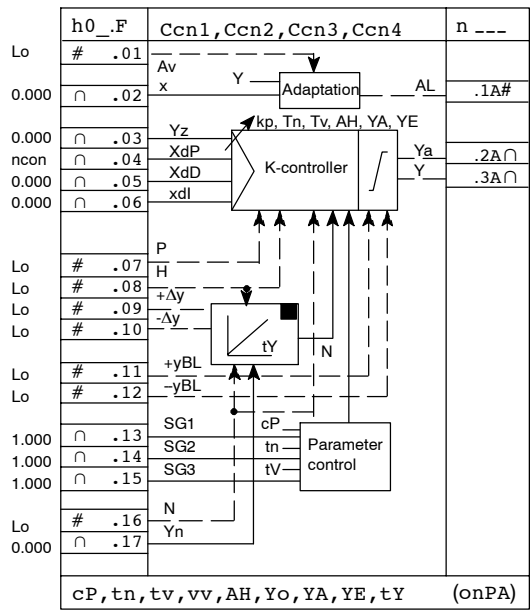 h0_.F Ccn1,Ccn2,Ccn3,Ccn4 n ---
Lo # .01 Av
Y Adaptation AL .1A#
0.000 ∩ .02 x
kp, Tn, Tv, AH, YA, YE
0.000 ∩ .03 Yz
ncon ∩ .04 XdP Ya .2A∩
0.000 ∩ .05 XdD K-controller Y .3A∩
0.000 ∩ .06 xdI
Lo # .07 P
Lo # .08 H
Lo # .09 +Δy
Lo # .10 -Δy
tY N
Lo # .11 +yBL
Lo # .12 –yBL
1.000 ∩ .13 SG1 cP
1.000 ∩ .14 SG2 tn Parameter
1.000 ∩ .15 SG3 tV control
Lo # .16 N
0.000 ∩ .17 Yn
cP,tn,tv,vv,AH,Yo,YA,YE,tY (onPA)